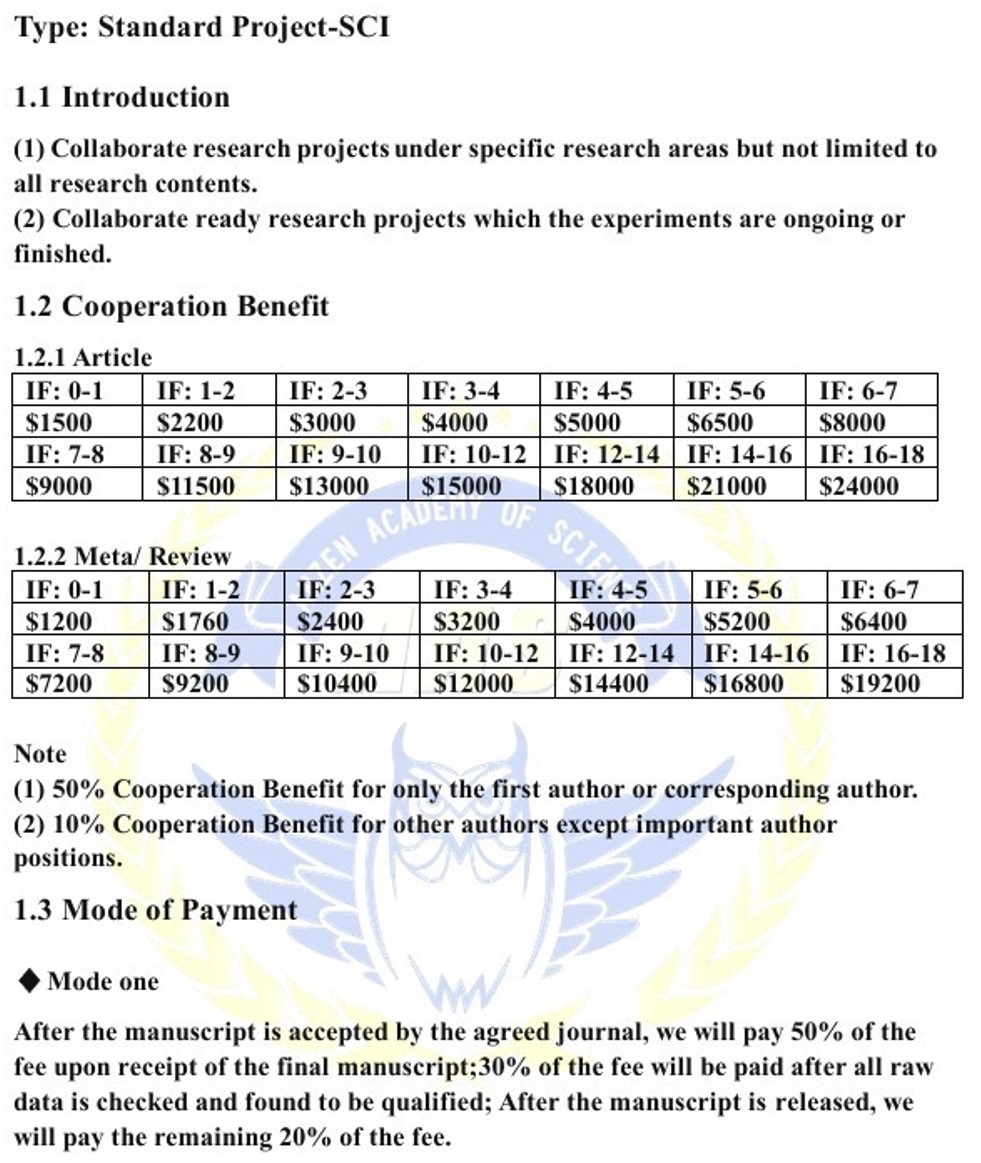 Type: Standard Project-SCI
1.1 Introduction
(1) Collaborate research projects under specific research areas but not limited to
all research contents.
(2) Collaborate ready research projects which the experiments are ongoing or
finished.
1.2 Cooperation Benefit
1.2.1 Article
IF: 0-1 IF: 1-2 IF: 2-3 IF: 3-4 IF: 4-5 IF: 5-6 IF: 6-7
$1500 $2200 $3000 $4000 $5000 $6500 $8000
IF: 7-8 IF: 8-9 IF: 9-10 IF: 10-12 IF: 12-14 IF: 14-16 IF: 16-18
$9000 $11500 $13000 $15000 $18000 $21000 $24000
ACADEMY OF
1.2.2 Meta/ Review
IF: 0-1 IF: 1-2 IF: 2-3 IF: 3-4 IF: 4-5 IF: 5-6 IF: 6-7
$1200 $1760 $2400 $3200 $4000 $5200 $6400
IF: 7-8 IF: 8-9 IF: 9-10 IF: 10-12 IF: 12-14 IF: 14-16 IF: 16-18
$7200 $9200 $10400 $12000 $14400 $16800 $19200
Note
(1) 50% Cooperation Benefit for only the first author or corresponding author.
(2) 10% Cooperation Benefit for other authors except important author
positions.
1.3 Mode of Payment
◆ Mode one
After the manuscript is accepted by the agreed journal, we will pay 50% of the
fee upon receipt of the final manuscript;30% of the fee will be paid after all raw
data is checked and found to be qualified; After the manuscript is released, we
will pay the remaining 20% of the fee.